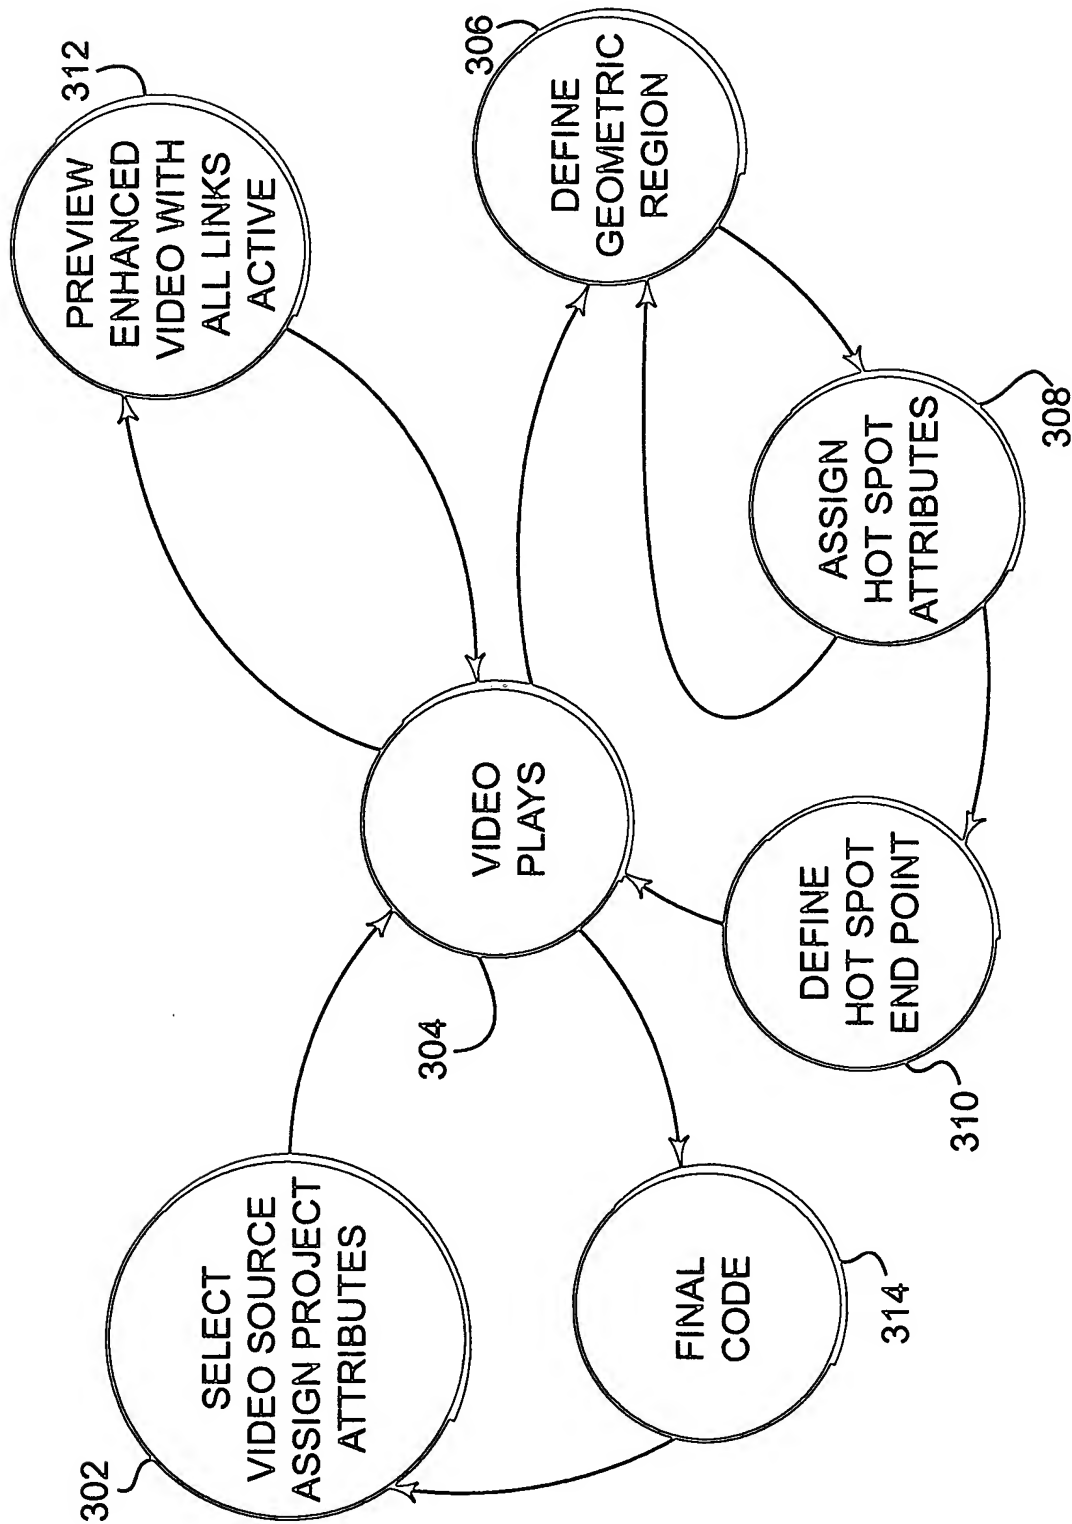 302
SELECT
VIDEO SOURCE
ASSIGN PROJECT
ATTRIBUTES
304
VIDEO
PLAYS
312
PREVIEW
ENHANCED
VIDEO WITH
ALL LINKS
ACTIVE
306
DEFINE
GEOMETRIC
REGION
308
ASSIGN
HOT SPOT
ATTRIBUTES
310
DEFINE
HOT SPOT
END POINT
314
FINAL
CODE